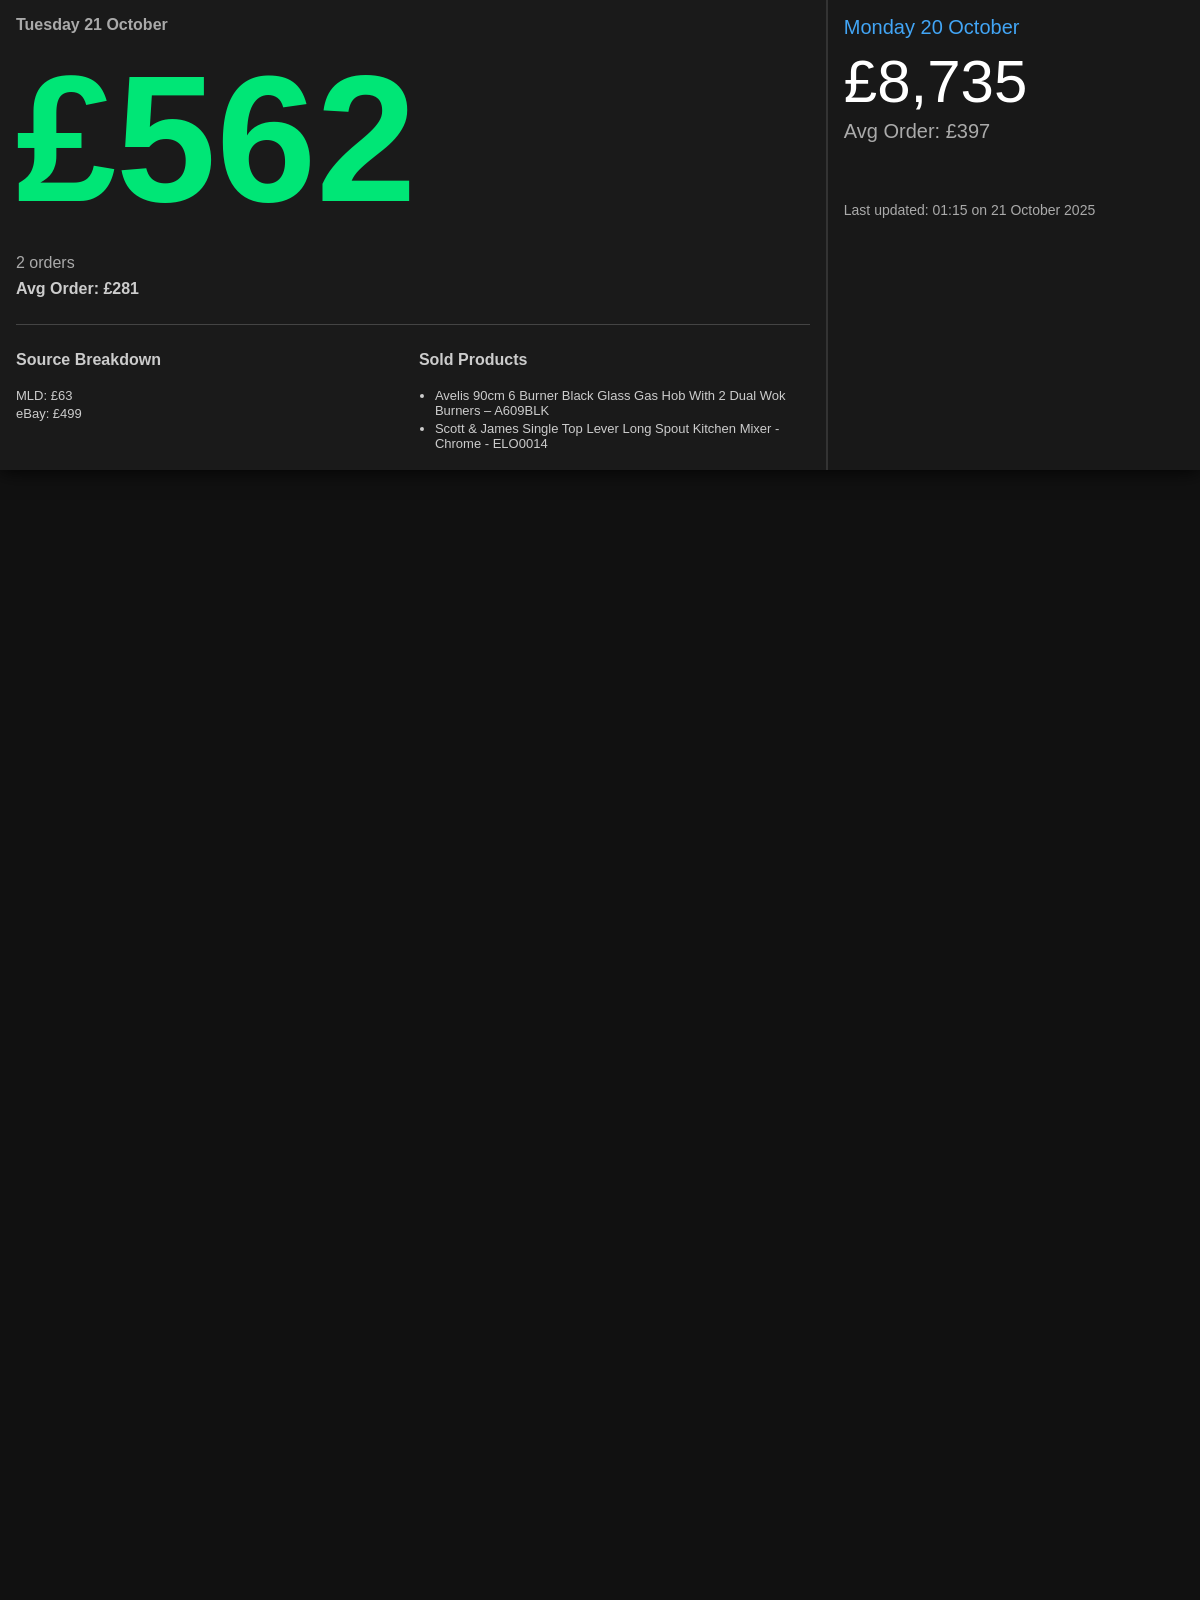 Tuesday 21 October
£562
2 orders
Avg Order: £281
Source Breakdown
MLD: £63
eBay: £499
Sold Products
• Avelis 90cm 6 Burner Black Glass Gas Hob With 2 Dual Wok
Burners – A609BLK
• Scott & James Single Top Lever Long Spout Kitchen Mixer -
Chrome - ELO0014
Monday 20 October
£8,735
Avg Order: £397
Last updated: 01:15 on 21 October 2025